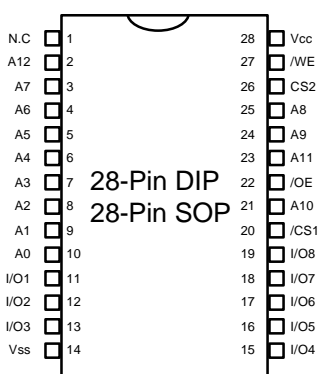 N.C 1 28 Vcc
A12 2 27 /WE
A7 3 26 CS2
A6 4 25 A8
A5 5 24 A9
A4 6 23 A11
A3 7 28-Pin DIP 22 /OE
A2 8 28-Pin SOP 21 A10
A1 9 20 /CS1
A0 10 19 I/O8
I/O1 11 18 I/O7
I/O2 12 17 I/O6
I/O3 13 16 I/O5
Vss 14 15 I/O4